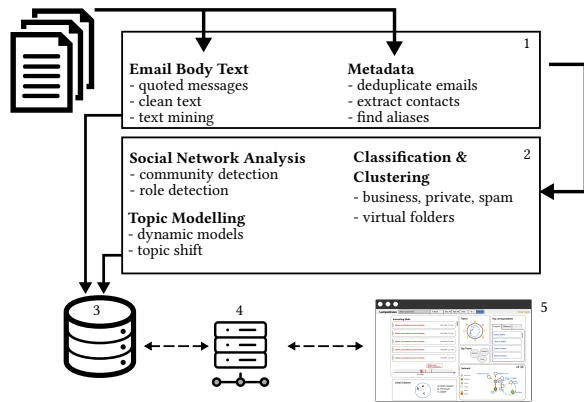 1
Email Body Text
- quoted messages
- clean text
- text mining
Metadata
- deduplicate emails
- extract contacts
- find aliases
2
Social Network Analysis
- community detection
- role detection
Topic Modelling
- dynamic models
- topic shift
Classification &
Clustering
- business, private, spam
- virtual folders
3
4
5